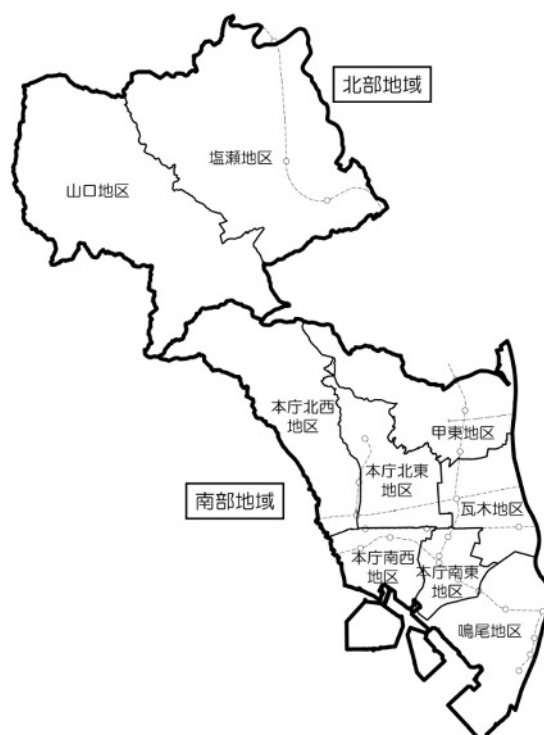 北部地域
塩瀬地区
山口地区
本庁北西
地区
甲東地区
本庁北東
地区
南部地域
瓦木地区
本庁南西
地区
本庁南東
地区
鳴尾地区